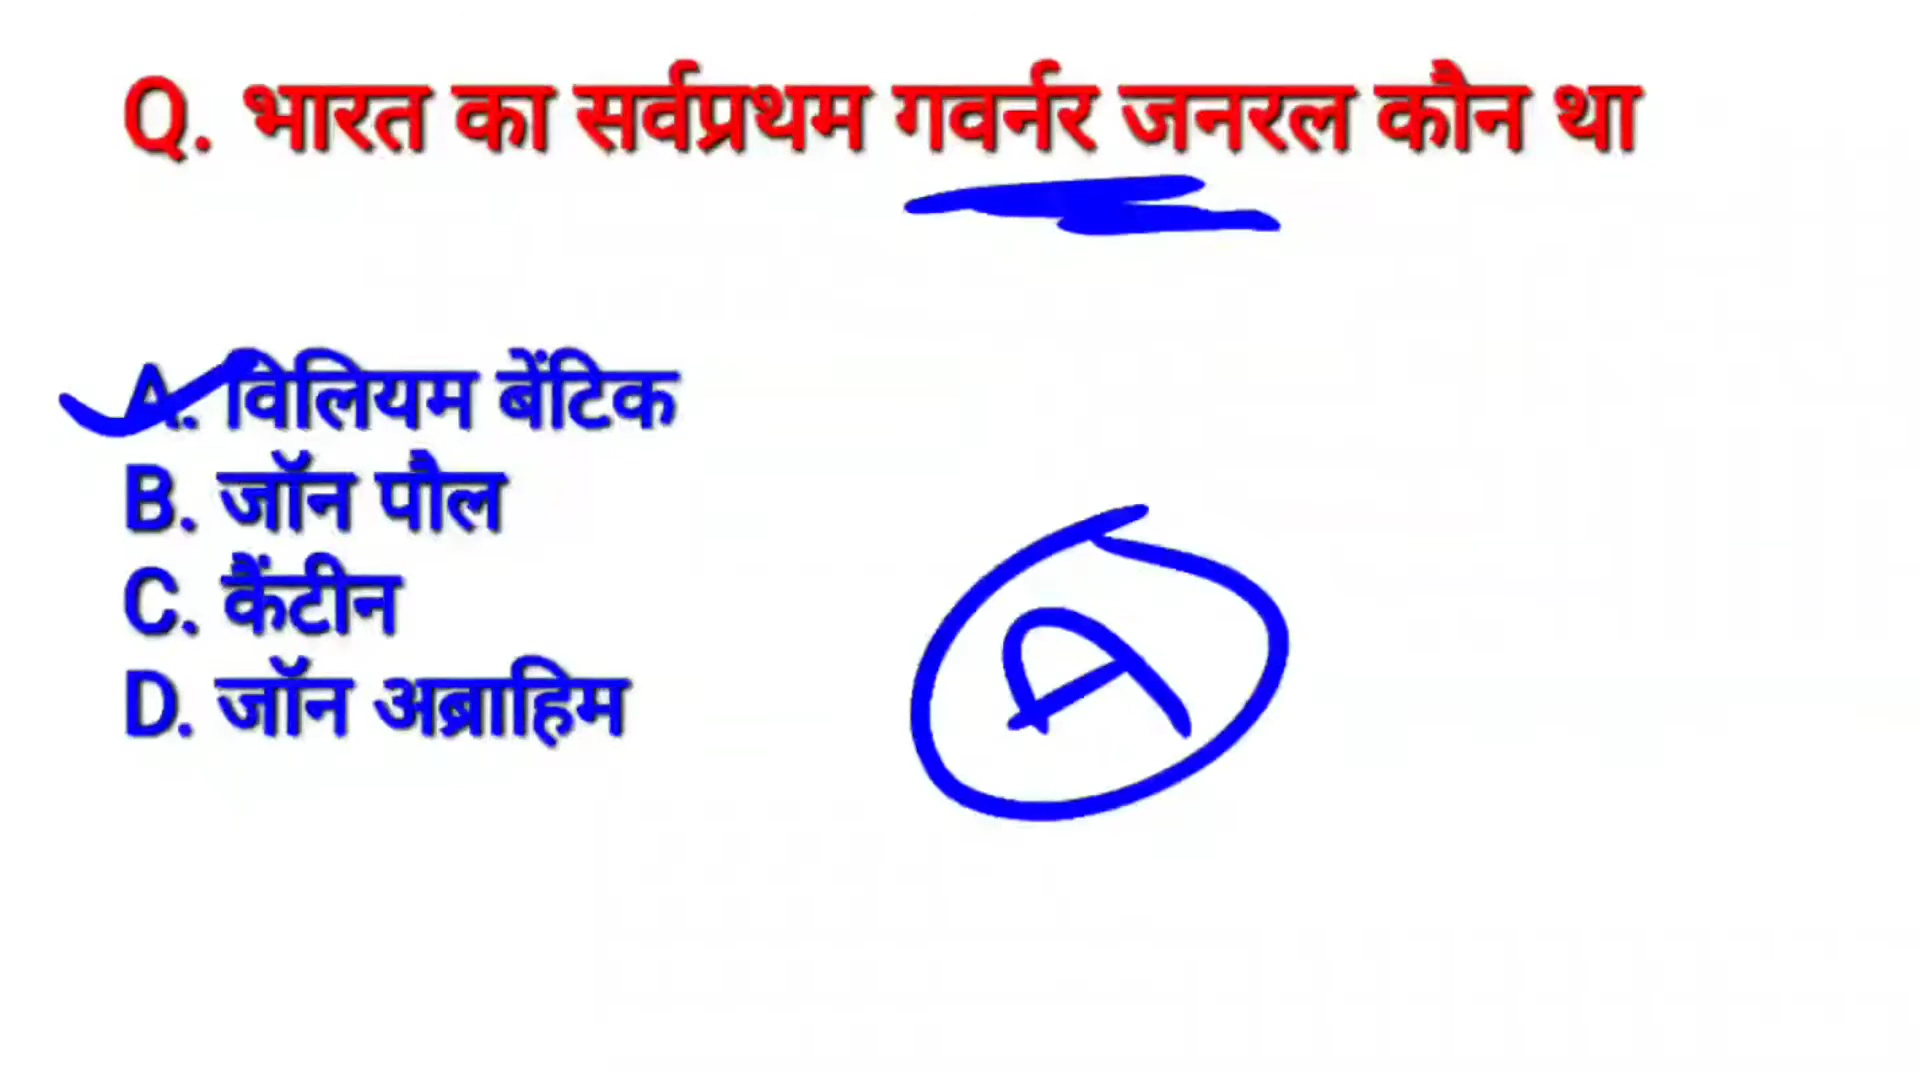 Q. भारत का सर्वप्रथम गवर्नर जनरल कौन था
A. विलियम बेंटिक
B. जॉन पौल
C. कैंटीन
D. जॉन अब्राहिम
A